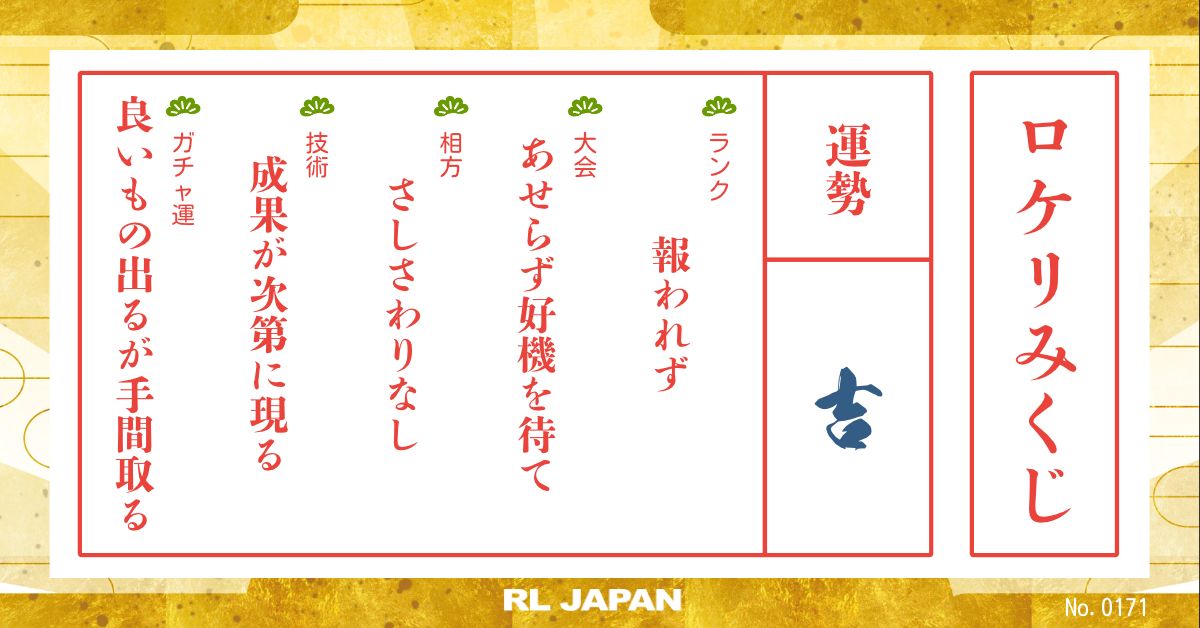 ロケリみくじ
運勢
吉
ランク
報われず
大会
あせらず好機を待て
相方
さしさわりなし
技術
成果が次第に現る
ガチャ運
良いもの出るが手間取る
RL JAPAN
No. 0171